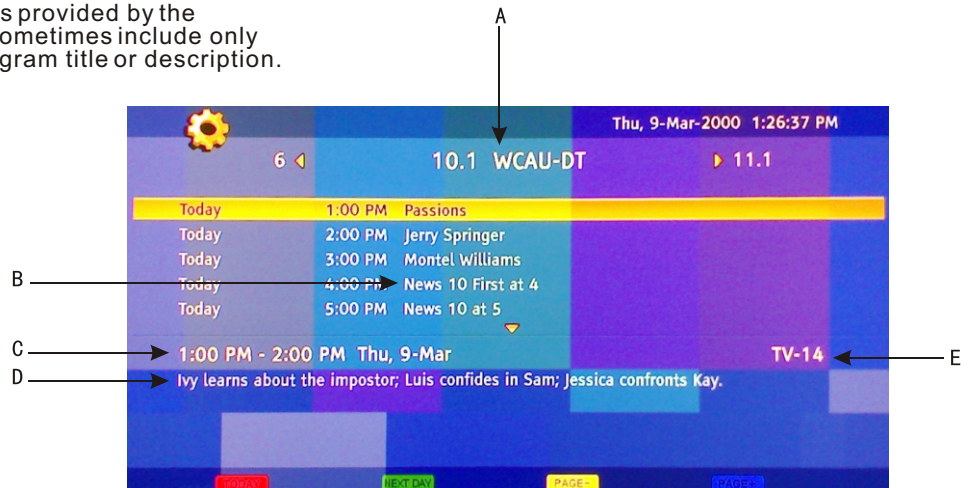 s provided by the
ometimes include only
gram title or description.
A
Thu, 9-Mar-2000 1:26:37 PM
6 10.1 WCAU-DT 11.1
Today 1:00 PM Passions
Today 2:00 PM Jerry Springer
Today 3:00 PM Montel Williams
B Today 4:00 PM News 10 First at 4
Today 5:00 PM News 10 at 5
C 1:00 PM - 2:00 PM Thu, 9-Mar TV-14 E
D Ivy learns about the impostor; Luis confides in Sam; Jessica confronts Kay.
TODAY NEXT DAY PAGE- PAGE+